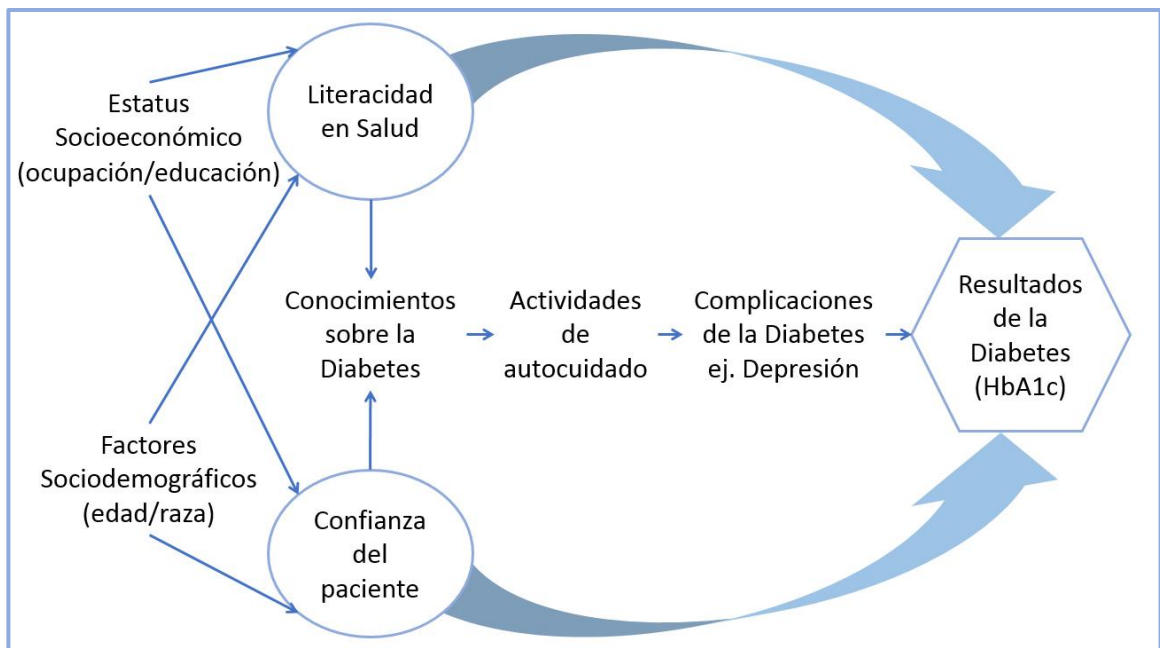 Estatus
Socioeconómico
(ocupación/educación)
Literacidad
en Salud
Conocimientos
sobre la
Diabetes
Actividades
de
autocuidado
Complicaciones
de la Diabetes
ej. Depresión
Resultados
de la
Diabetes
(HbA1c)
Factores
Sociodemográficos
(edad/raza)
Confianza
del
paciente